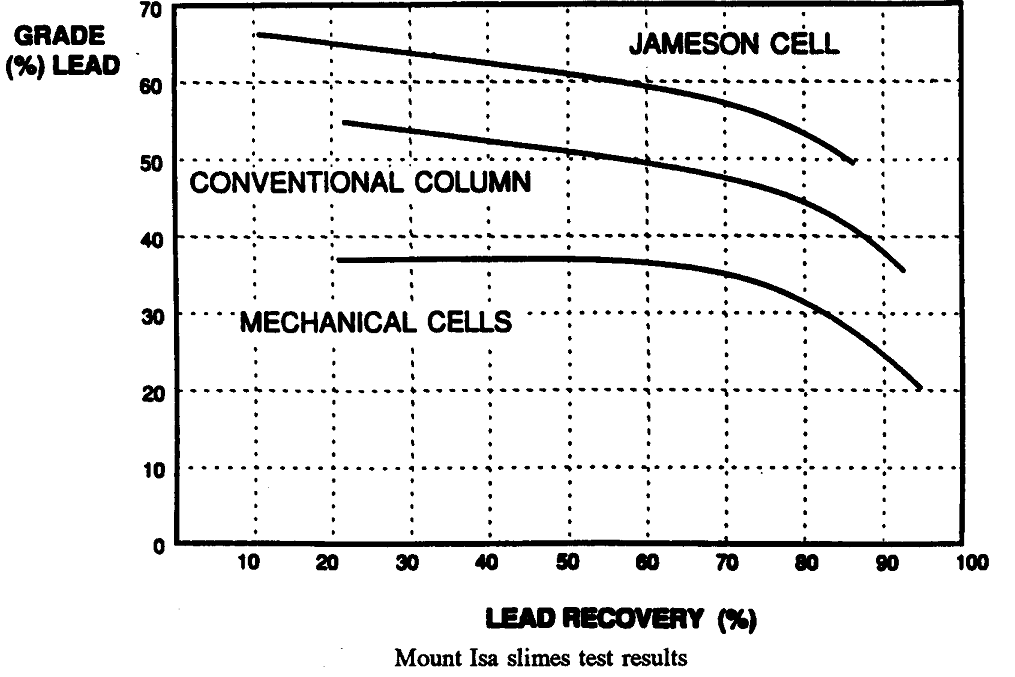 70
GRADE
(%) LEAD
JAMESON CELL
60
50
CONVENTIONAL COLUMN
40
30
MECHANICAL CELLS
20
10
0
10 20 30 40 50 60 70 80 90 100
LEAD RECOVERY (%)
Mount Isa slimes test results